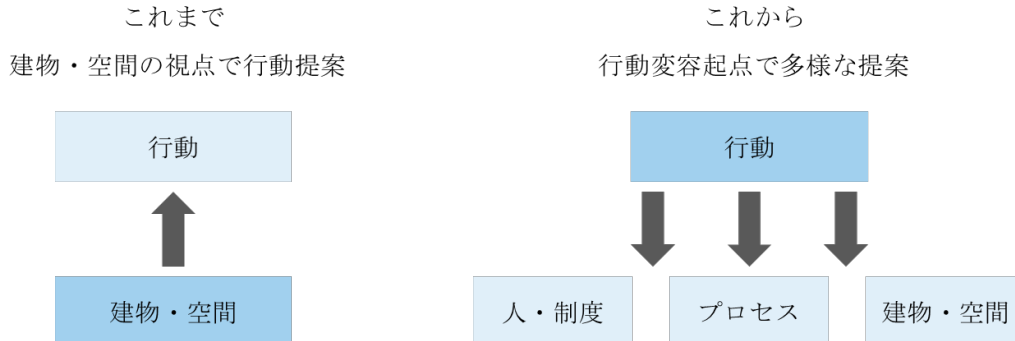 これまで
建物・空間の視点で行動提案
行動
建物・空間
これから
行動変容起点で多様な提案
行動
人・制度
プロセス
建物・空間